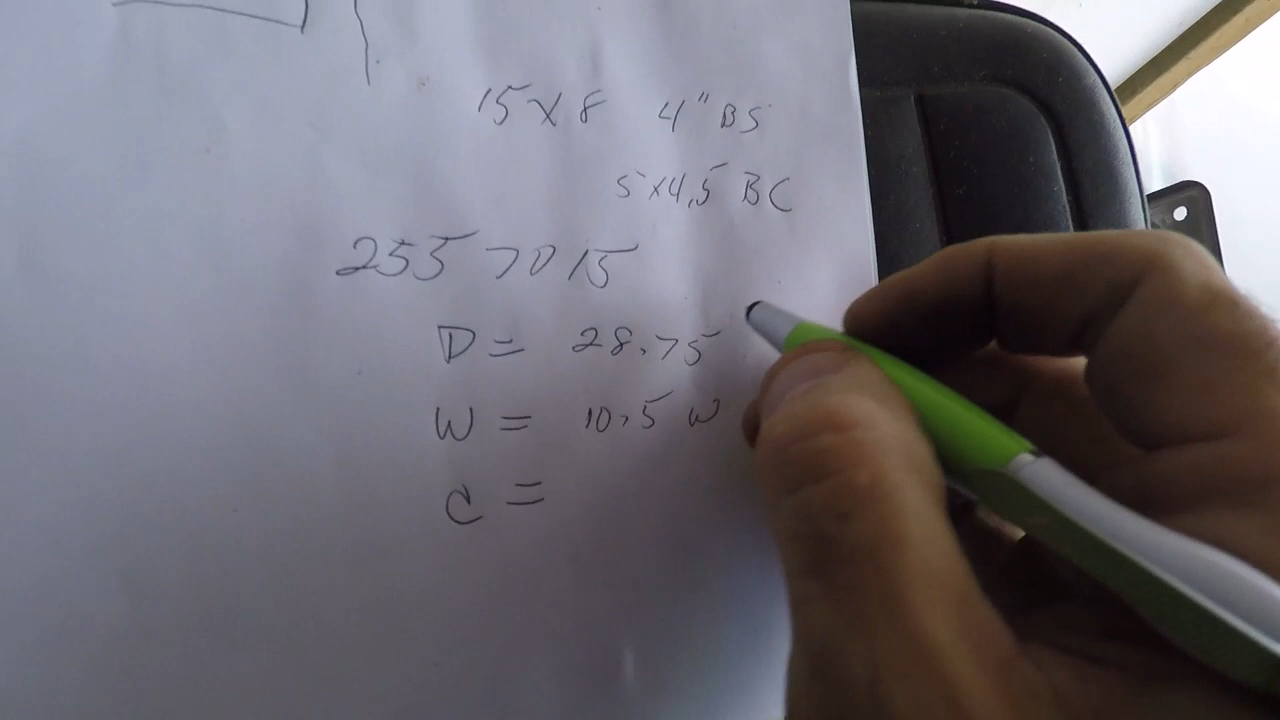 15 X 8 4" BS
5 X 4.5 BC
255 70 15
D = 28.75
W = 10.5 W
C =